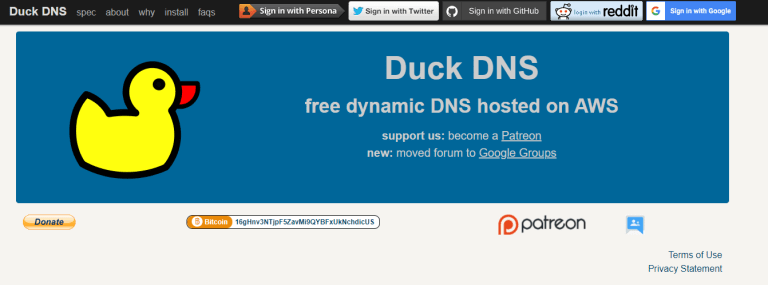 Duck DNS spec about why install faqs Sign in with Persona Sign in with Twitter Sign in with GitHub login with reddit Sign in with Google
Duck DNS
free dynamic DNS hosted on AWS
support us: become a Patreon
new: moved forum to Google Groups
Donate Bitcoin 16gHnv3NTjpF5ZavMi9QYBFxUkNchdicUS patreon
Terms of Use
Privacy Statement